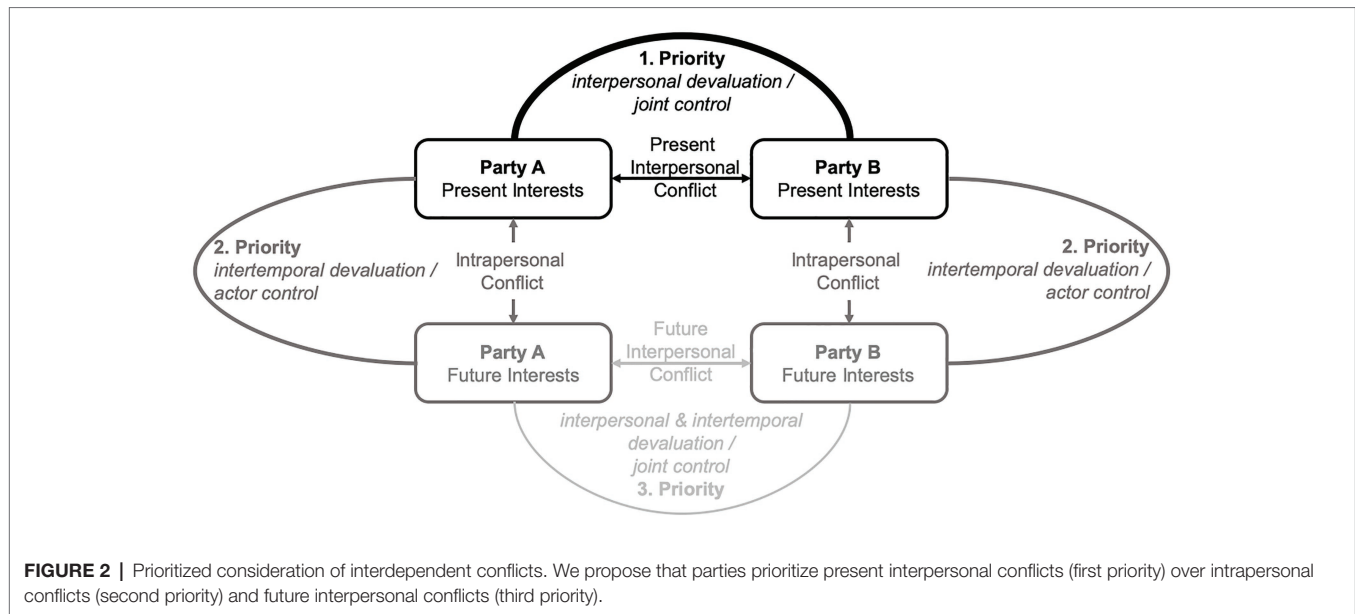 1. Priority
interpersonal devaluation /
joint control
Party A
Present Interests
Present
Interpersonal
Conflict
Party B
Present Interests
2. Priority
intertemporal devaluation /
actor control
Intrapersonal
Conflict
Intrapersonal
Conflict
2. Priority
intertemporal devaluation /
actor control
Party A
Future Interests
Future
Interpersonal
Conflict
Party B
Future Interests
interpersonal & intertemporal
devaluation /
joint control
3. Priority
FIGURE 2 | Prioritized consideration of interdependent conflicts. We propose that parties prioritize present interpersonal conflicts (first priority) over intrapersonal
conflicts (second priority) and future interpersonal conflicts (third priority).